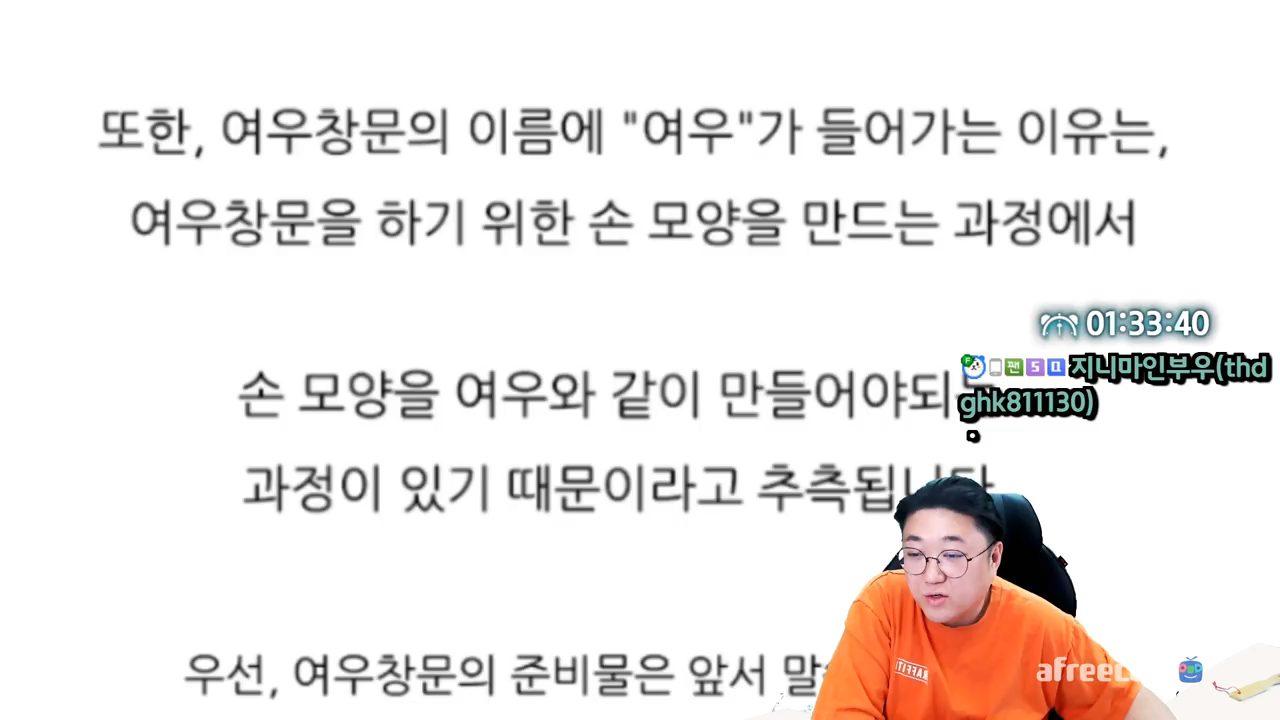 또한, 여우창문의 이름에 "여우"가 들어가는 이유는,
여우창문을 하기 위한 손 모양을 만드는 과정에서
01:33:40
F 팬 S 지니마인부우(thd
ghk811130)
손 모양을 여우와 같이 만들어야되
과정이 있기 때문이라고 추측됩니다
우선, 여우창문의 준비물은 앞서
afreeca